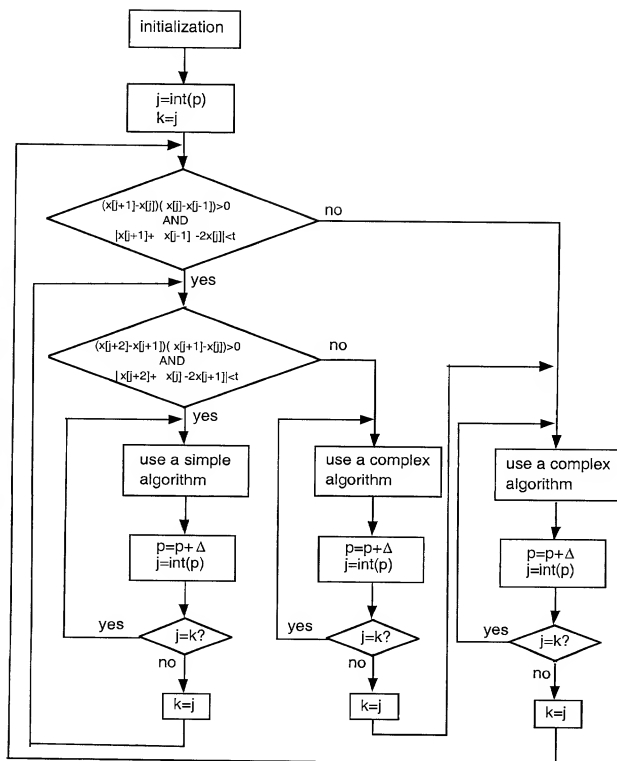 initialization
j=int(p)
k=j
(x[j+1]-x[j])( x[j]-x[j-1])>0
AND
|x[j+1]+ x[j-1] -2x[j]|<t
no
yes
(x[j+2]-x[j+1])( x[j+1]-x[j])>0
AND
|x[j+2]+ x[j] -2x[j+1]|<t
no
yes
use a simple
algorithm
p=p+Δ
j=int(p)
yes
j=k?
no
k=j
use a complex
algorithm
p=p+Δ
j=int(p)
yes
j=k?
no
k=j
use a complex
algorithm
p=p+Δ
j=int(p)
yes
j=k?
no
k=j